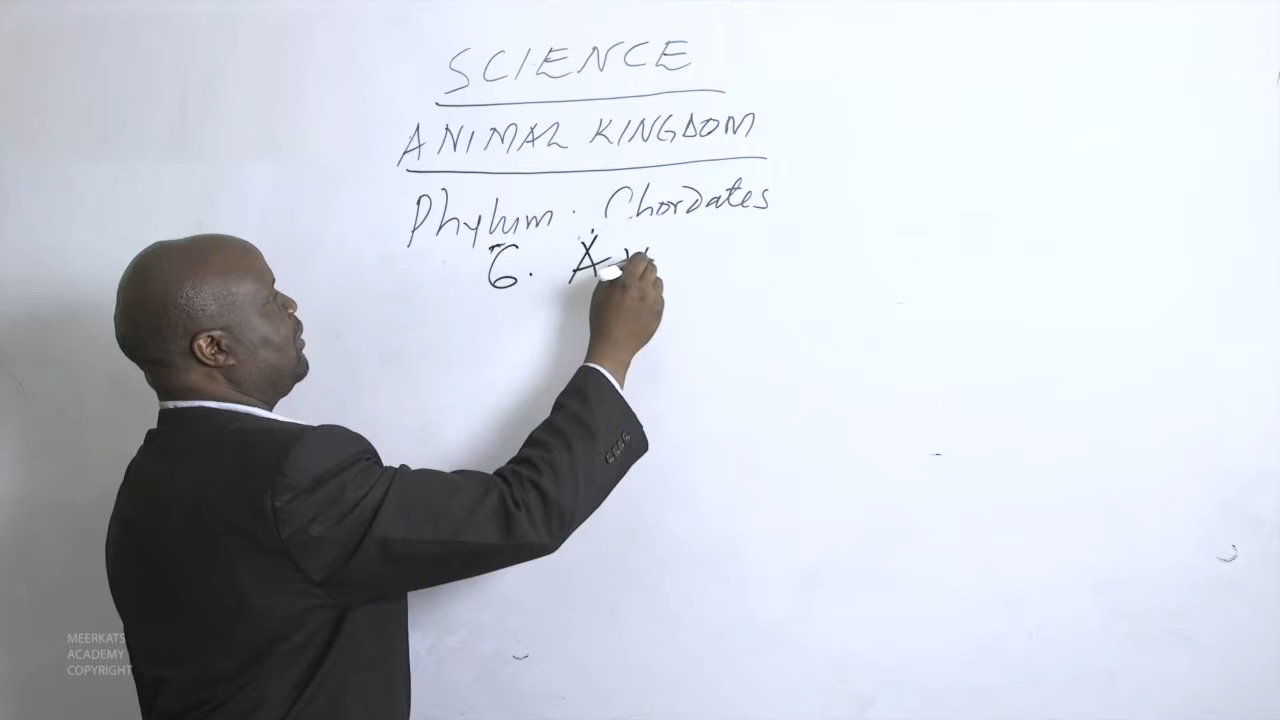 SCIENCE
ANIMAL KINGDOM
Phylum. Chordates
6. A
MEERKATS
ACADEMY
COPYRIGHT